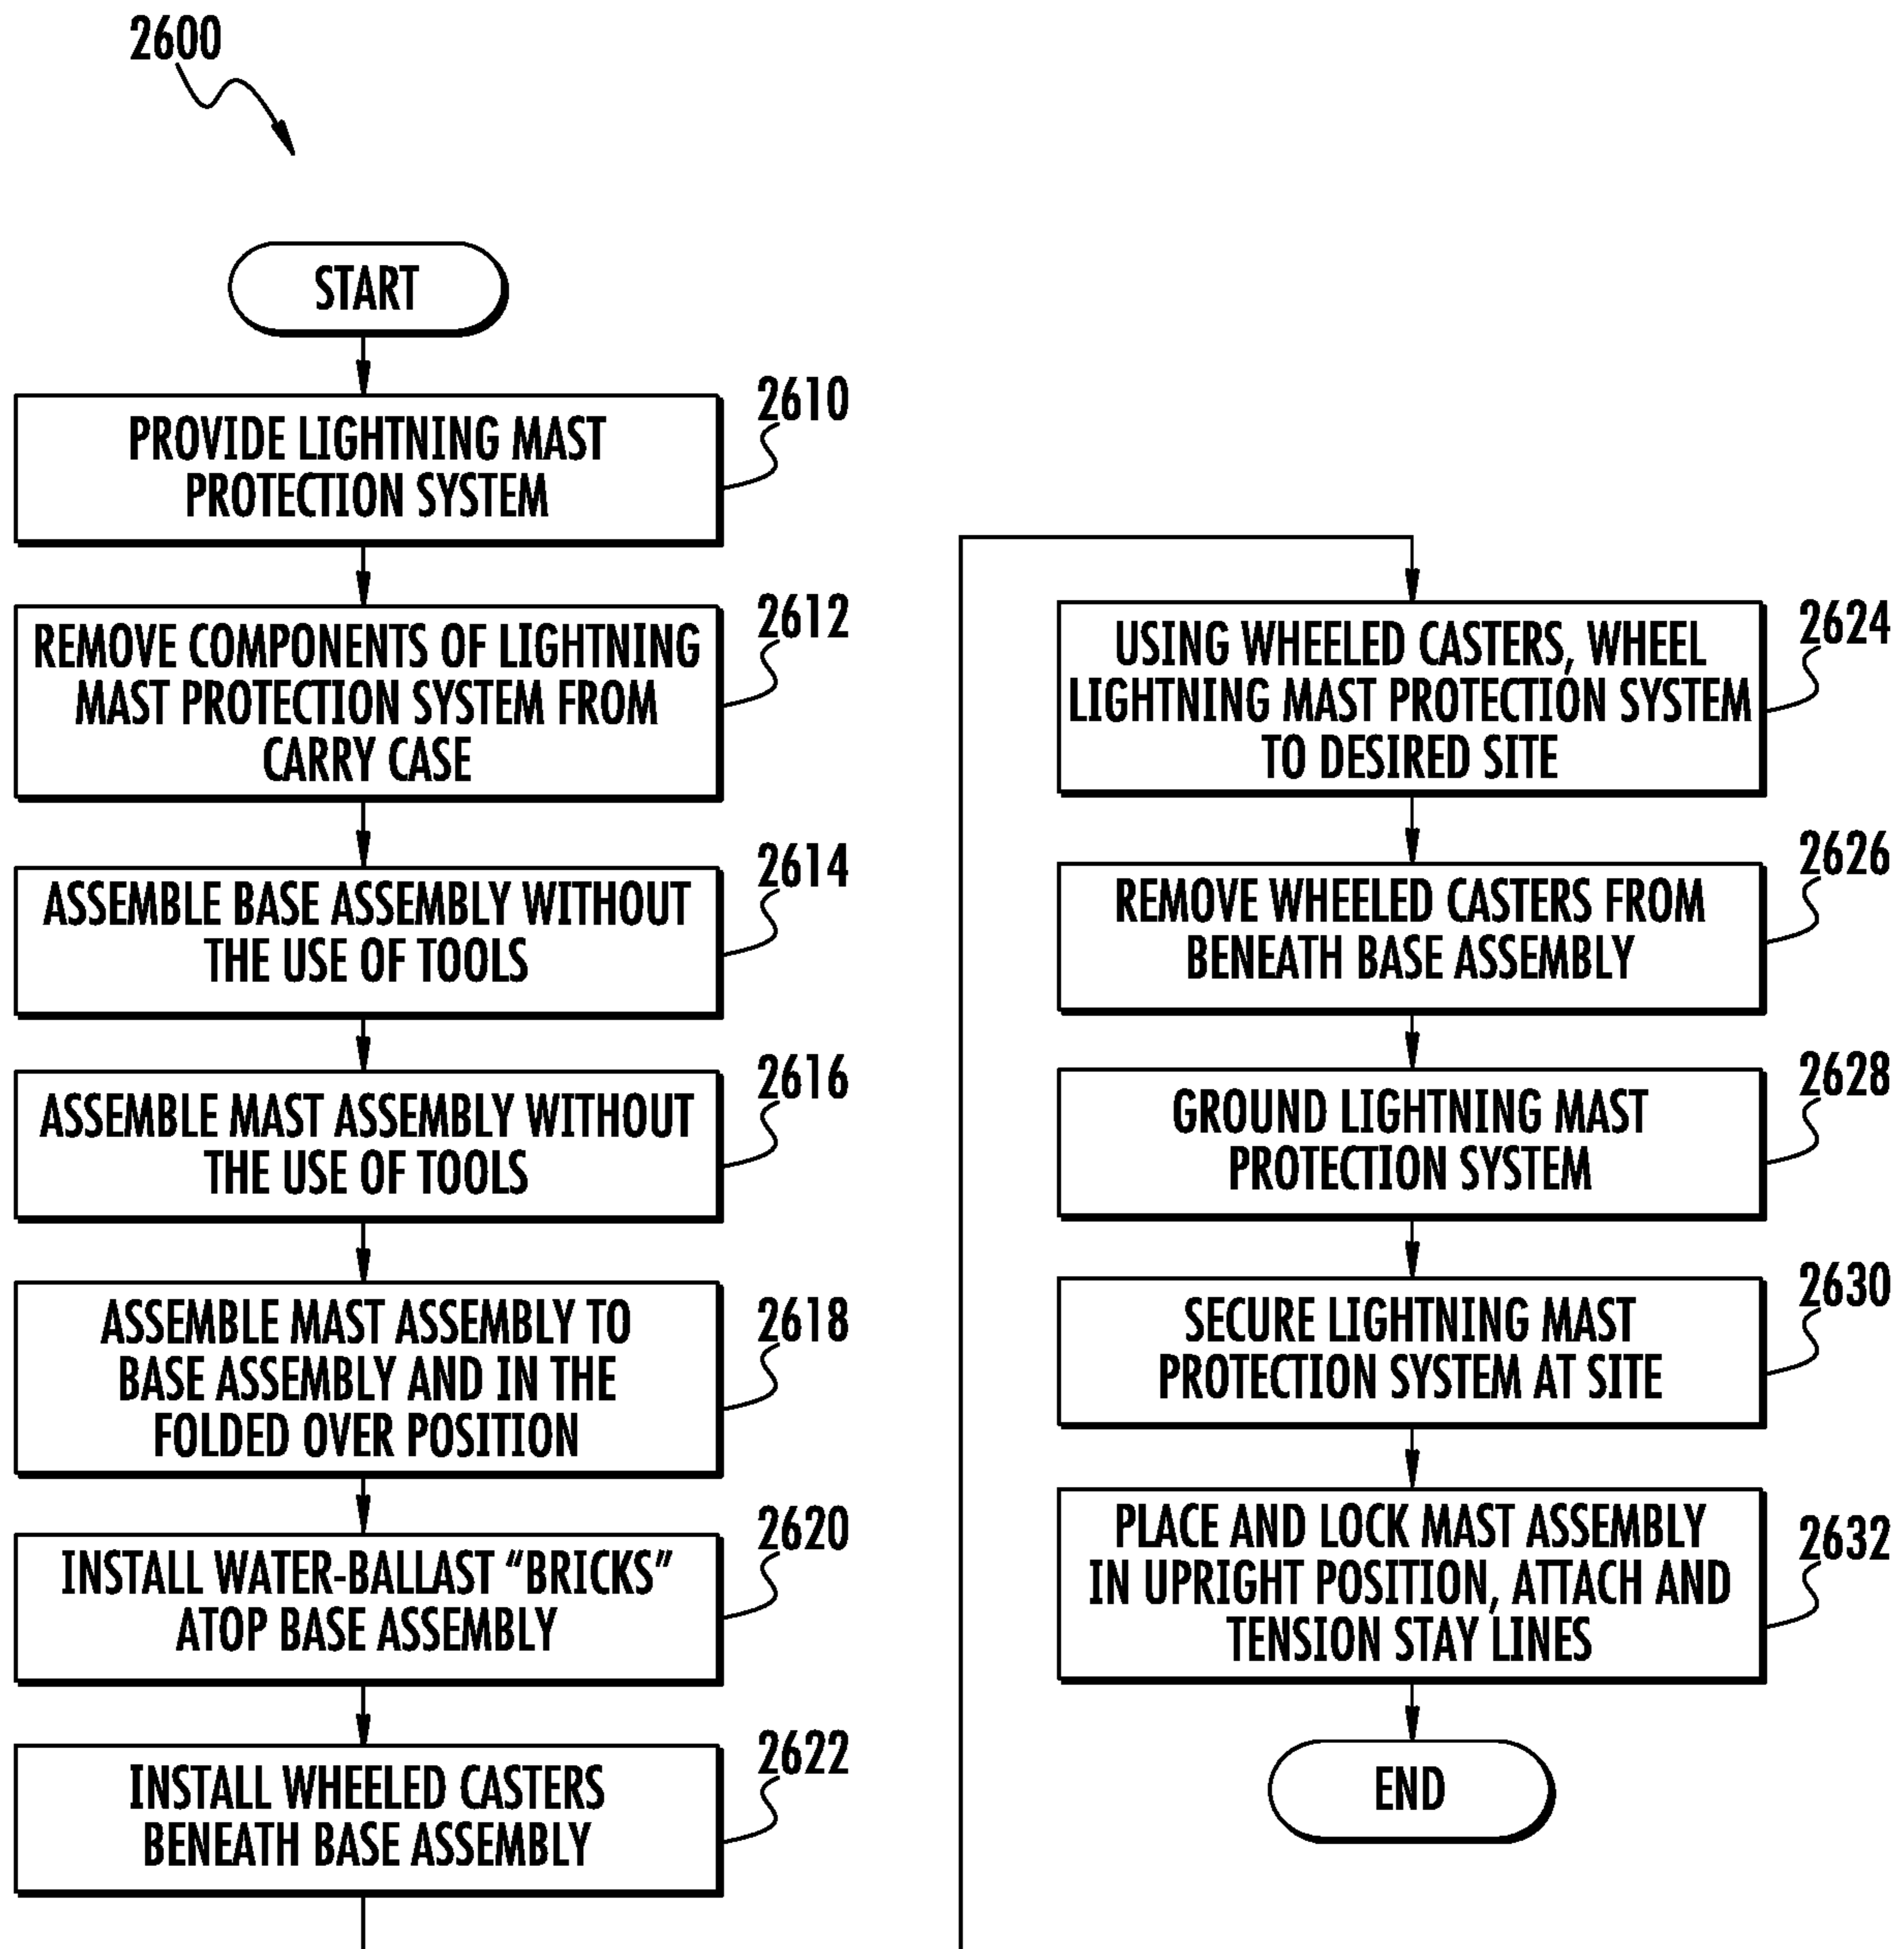 2600
START
PROVIDE LIGHTNING MAST
PROTECTION SYSTEM
2610
REMOVE COMPONENTS OF LIGHTNING
MAST PROTECTION SYSTEM FROM
CARRY CASE
2612
ASSEMBLE BASE ASSEMBLY WITHOUT
THE USE OF TOOLS
2614
ASSEMBLE MAST ASSEMBLY WITHOUT
THE USE OF TOOLS
2616
ASSEMBLE MAST ASSEMBLY TO
BASE ASSEMBLY AND IN THE
FOLDED OVER POSITION
2618
INSTALL WATER-BALLAST “BRICKS”
ATOP BASE ASSEMBLY
2620
INSTALL WHEELED CASTERS
BENEATH BASE ASSEMBLY
2622
USING WHEELED CASTERS, WHEEL
LIGHTNING MAST PROTECTION SYSTEM
TO DESIRED SITE
2624
REMOVE WHEELED CASTERS FROM
BENEATH BASE ASSEMBLY
2626
GROUND LIGHTNING MAST
PROTECTION SYSTEM
2628
SECURE LIGHTNING MAST
PROTECTION SYSTEM AT SITE
2630
PLACE AND LOCK MAST ASSEMBLY
IN UPRIGHT POSITION, ATTACH AND
TENSION STAY LINES
2632
END